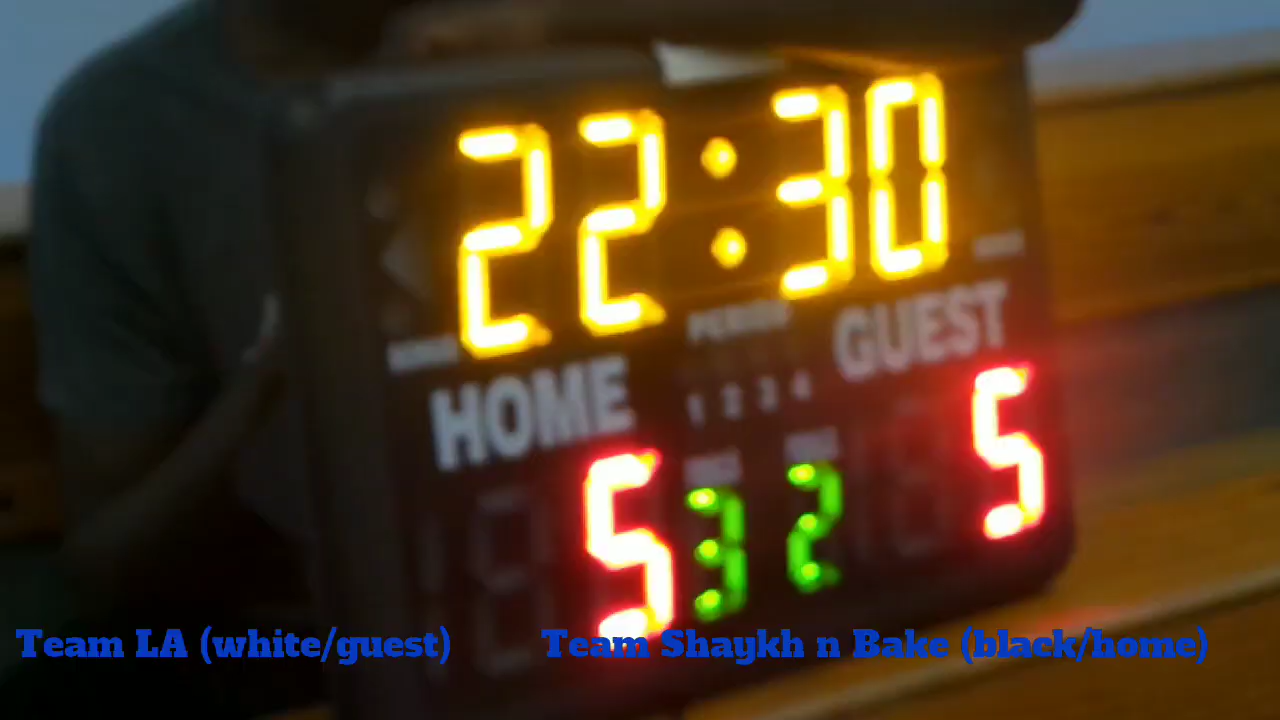 22:30
PERIOD
HOME 1 2 3 4 GUEST
5 3 2 5
Team LA (white/guest) Team Shaykh n Bake (black/home)